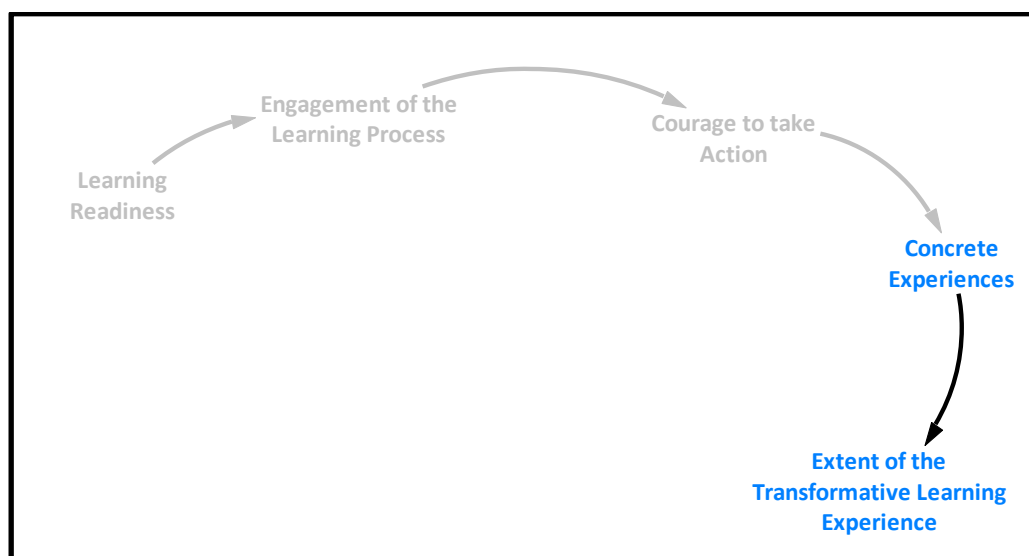 Engagement of the
Learning Process
Courage to take
Action
Learning
Readiness
Concrete
Experiences
Extent of the
Transformative Learning
Experience